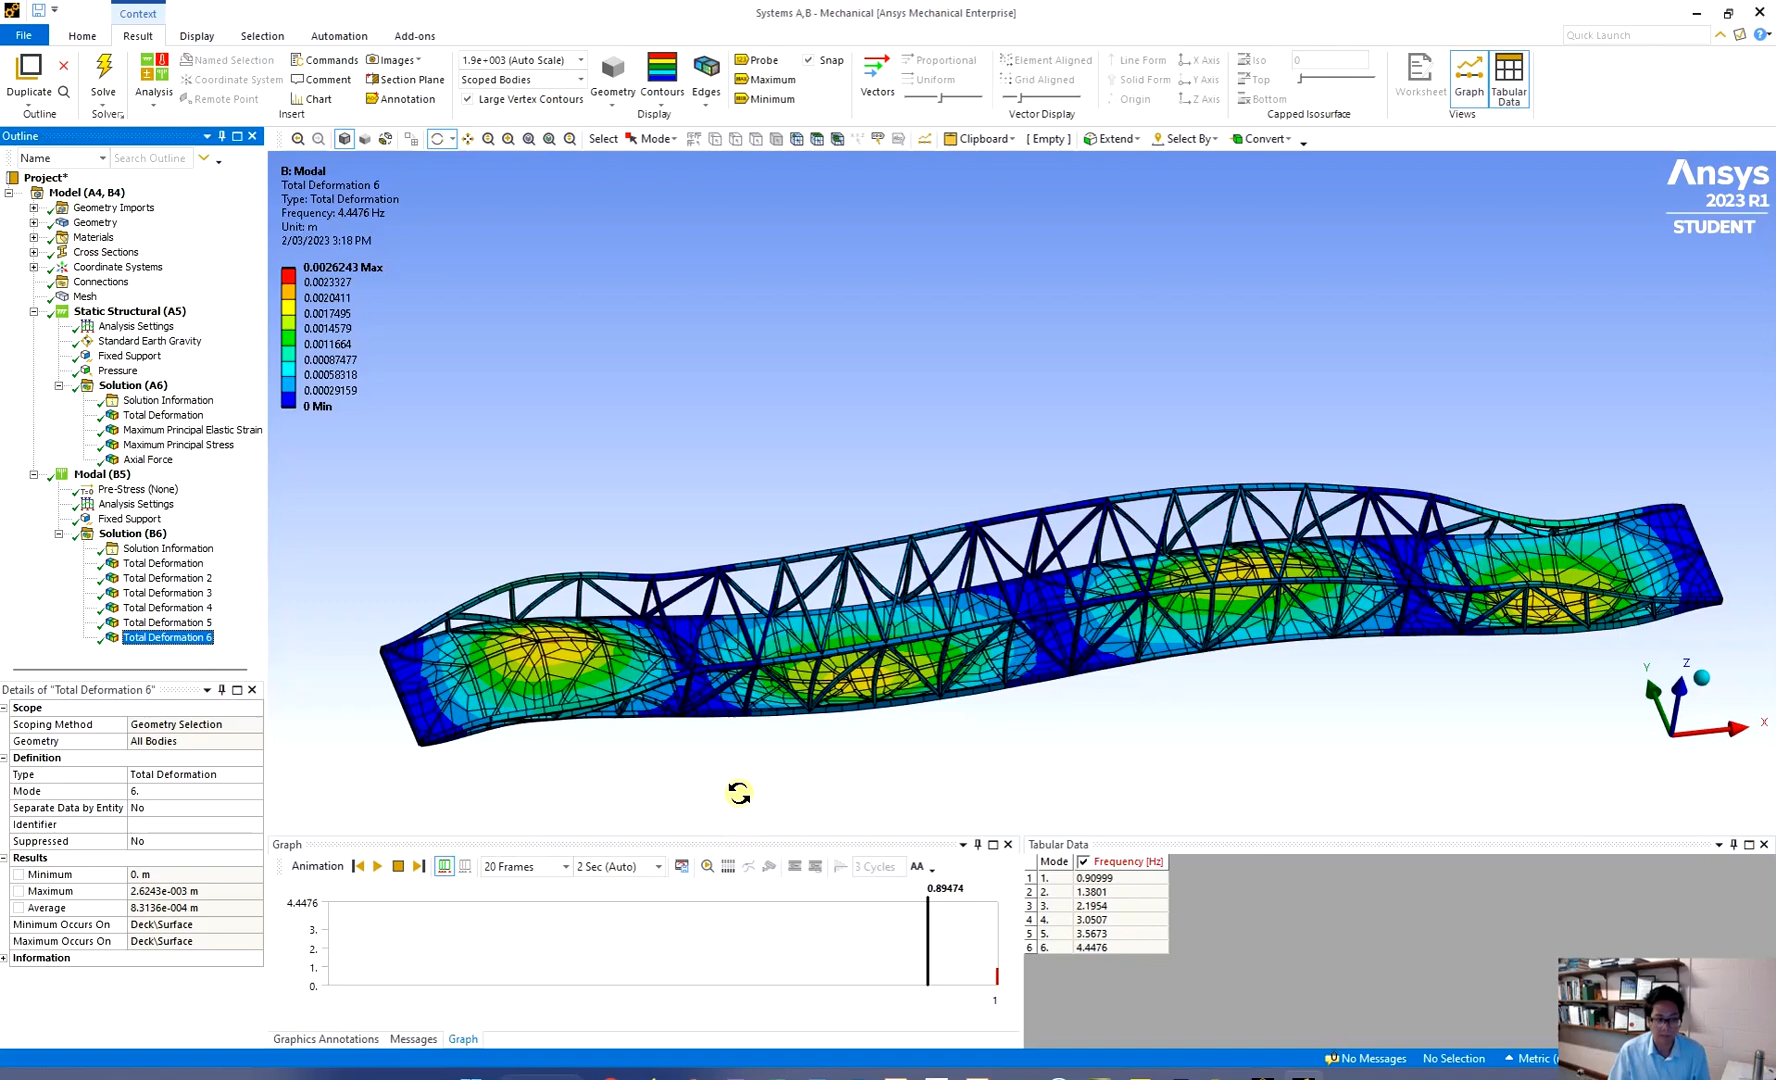 Context
Systems A,B - Mechanical [Ansys Mechanical Enterprise]
File Home Result Display Selection Automation Add-ons
Quick Launch
Duplicate
Outline
Solve
Solver
Analysis
Named Selection
Coordinate System
Remote Point
Commands
Comment
Chart
Images
Section Plane
Annotation
Insert
1.9e+003 (Auto Scale)
Scoped Bodies
Large Vertex Contours
Geometry
Contours
Edges
Display
Probe
Maximum
Minimum
Snap
Vectors
Proportional
Uniform
Element Aligned
Grid Aligned
Line Form
Solid Form
Origin
X Axis
Y Axis
Z Axis
Vector Display
Iso
Top
Bottom
0
Capped Isosurface
Worksheet
Graph
Tabular
Data
Views
Outline
Name
Search Outline
Select Mode Clipboard [ Empty ] Extend Select By Convert
Project*
Model (A4, B4)
Geometry Imports
Geometry
Materials
Cross Sections
Coordinate Systems
Connections
Mesh
Static Structural (A5)
Analysis Settings
Standard Earth Gravity
Fixed Support
Pressure
Solution (A6)
Solution Information
Total Deformation
Maximum Principal Elastic Strain
Maximum Principal Stress
Axial Force
Modal (B5)
Pre-Stress (None)
T=0
Analysis Settings
Fixed Support
Solution (B6)
Solution Information
Total Deformation
Total Deformation 2
Total Deformation 3
Total Deformation 4
Total Deformation 5
Total Deformation 6
B: Modal
Total Deformation 6
Type: Total Deformation
Frequency: 4.4476 Hz
Unit: m
2/03/2023 3:18 PM
0.0026243 Max
0.0023327
0.0020411
0.0017495
0.0014579
0.0011664
0.00087477
0.00058318
0.00029159
0 Min
Ansys
2023 R1
STUDENT
Y Z X
Details of "Total Deformation 6"
Scope
Scoping Method Geometry Selection
Geometry All Bodies
Definition
Type Total Deformation
Mode 6.
Separate Data by Entity No
Identifier
Suppressed No
Results
Minimum 0. m
Maximum 2.6243e-003 m
Average 8.3136e-004 m
Minimum Occurs On Deck\Surface
Maximum Occurs On Deck\Surface
Information
Graph
Animation 20 Frames 2 Sec (Auto) 3 Cycles AA
0.89474
4.4476
3.
2.
1.
0.
1
Graphics Annotations Messages Graph
Tabular Data
Mode Frequency [Hz]
1 1. 0.90999
2 2. 1.3801
3 3. 2.1954
4 4. 3.0507
5 5. 3.5673
6 6. 4.4476
No Messages No Selection Metric (